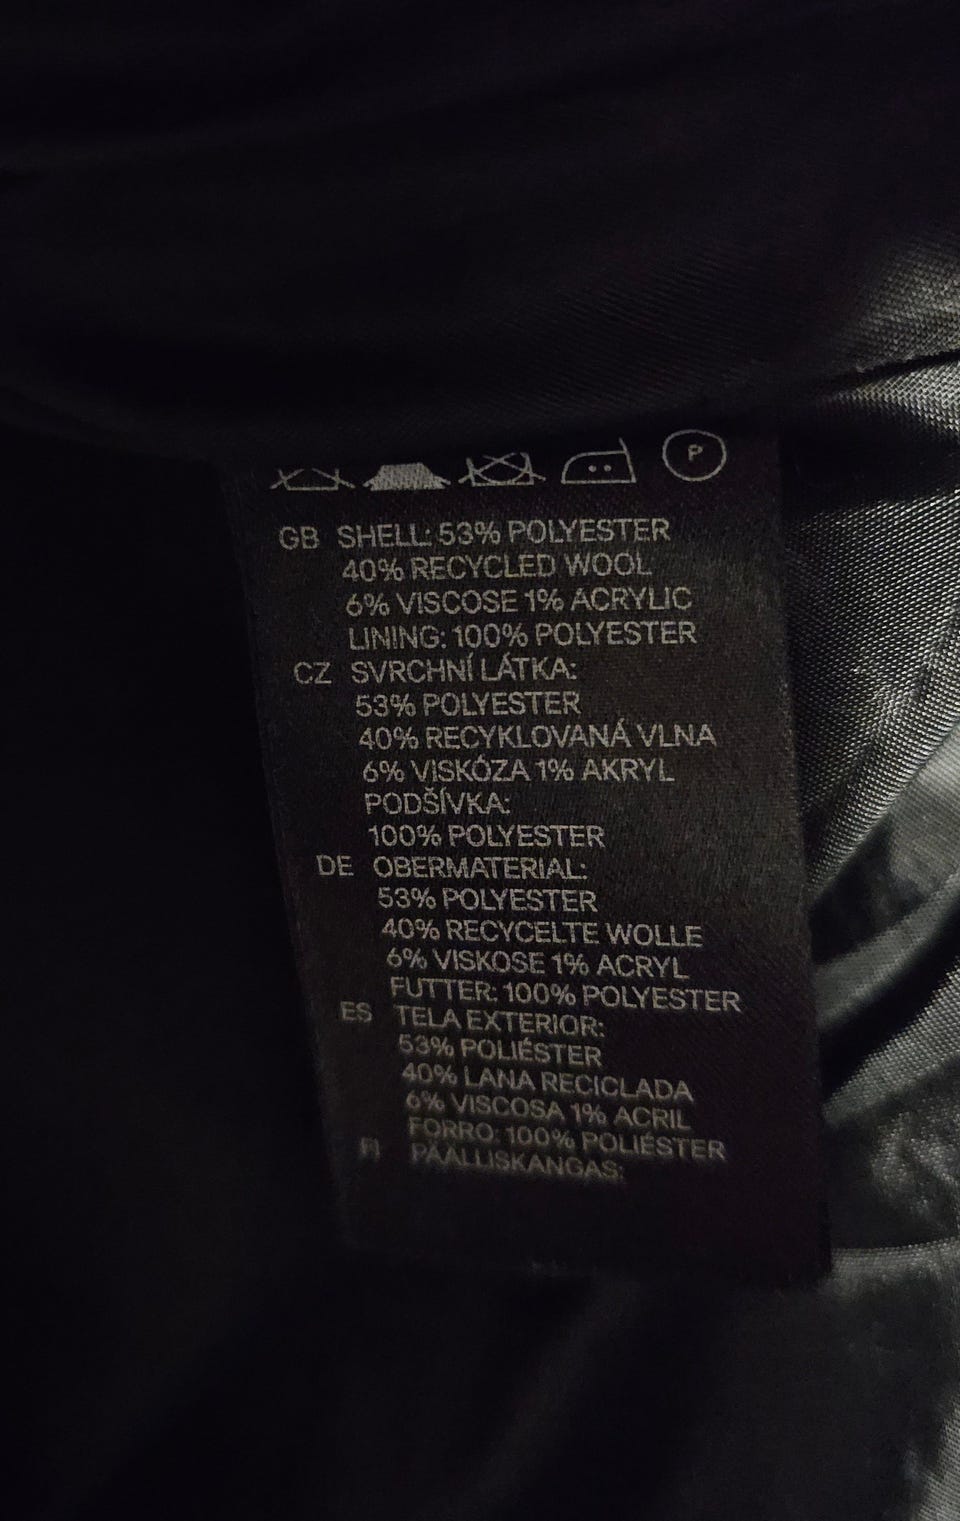 P
GB SHELL: 53% POLYESTER
40% RECYCLED WOOL
6% VISCOSE 1% ACRYLIC
LINING: 100% POLYESTER
CZ SVRCHNÍ LÁTKA:
53% POLYESTER
40% RECYKLOVANÁ VLNA
6% VISKÓZA 1% AKRYL
PODŠÍVKA:
100% POLYESTER
DE OBERMATERIAL:
53% POLYESTER
40% RECYCELTE WOLLE
6% VISKOSE 1% ACRYL
FUTTER: 100% POLYESTER
ES TELA EXTERIOR:
53% POLIÉSTER
40% LANA RECICLADA
6% VISCOSA 1% ACRIL
FORRO: 100% POLIÉSTER
FI PÄÄLLISKANGAS: